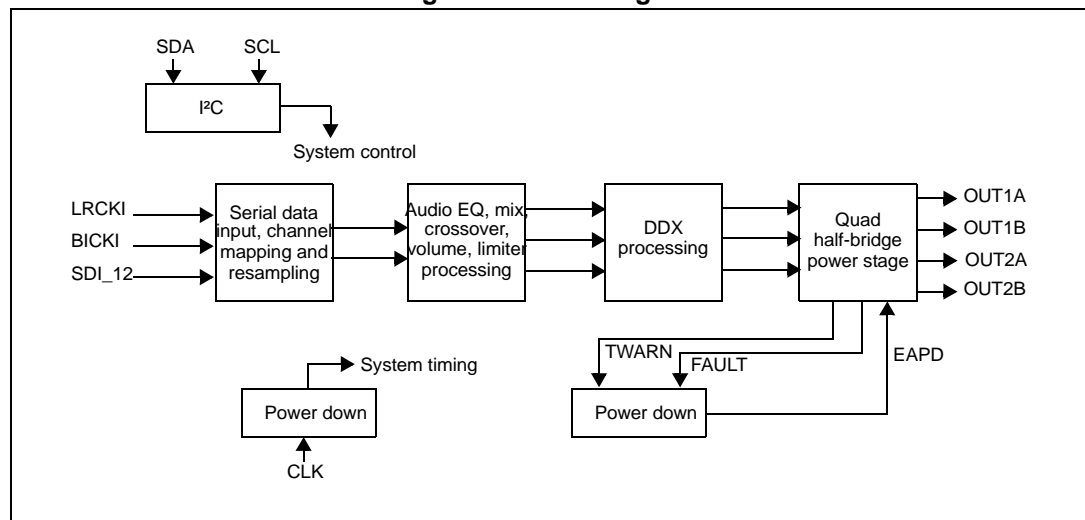 SDA
SCL
I²C
System control
LRCKI
BICKI
SDI_12
Serial data
input, channel
mapping and
resampling
Audio EQ, mix,
crossover,
volume, limiter
processing
DDX
processing
Quad
half-bridge
power stage
OUT1A
OUT1B
OUT2A
OUT2B
TWARN
FAULT
EAPD
System timing
Power down
CLK
Power down